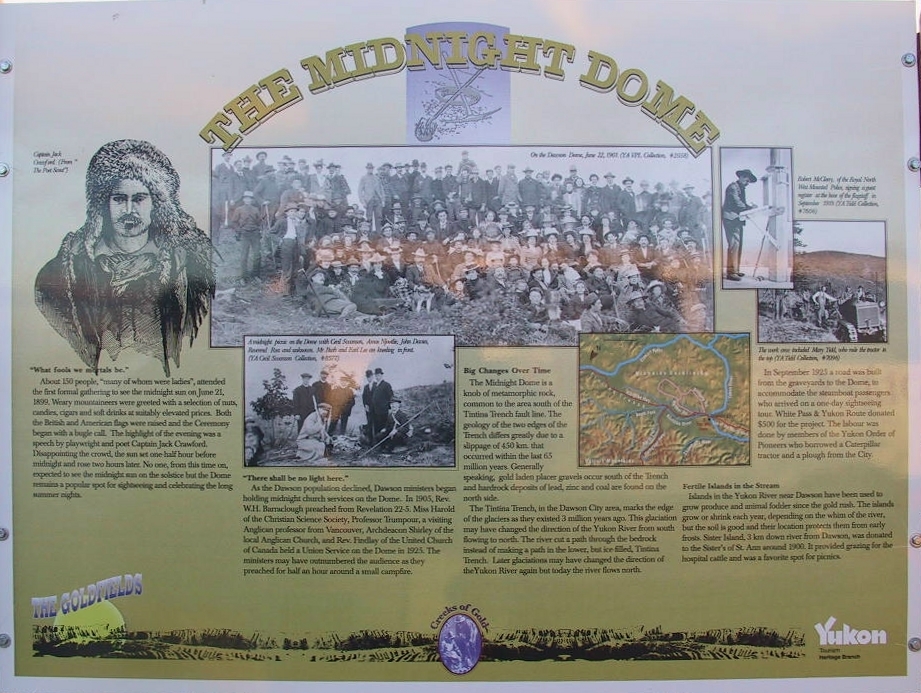 THE MIDNIGHT DOME
Captain Jack
Crawford. (From "
The Poet Scout")
On the Dawson Dome, June 22, 1901 (YA VPL Collection,
Robert McCleery, of the Royal North
West Mounted Police, signing guest
register at the base of the flagstaff in
September 1919 (YA Tidd Collection,
A midnight picnic on the Dome with Cecil Swanson, Annie Njootla, John Davies,
Reverend Ross and unknown. Mr Bush and Earl Lee are kneeling in front.
(YA Cecil Swanson Collection,
The work crew included Mary Tidd, who rode the tractor to
the top (YA Tidd Collection,
"What fools we mortals be."
About 150 people, "many of whom were ladies", attended
the first formal gathering to see the midnight sun on June 21,
1899. Weary mountaineers were greeted with a selection of nuts,
candies, cigars and soft drinks at suitably elevated prices. Both
the British and American flags were raised and the Ceremony
began with a bugle call. The highlight of the evening was a
speech by playwright and poet Captain Jack Crawford.
Disappointing the crowd, the sun set one half hour before
midnight and rose two hours later. No one, from this time on,
expected to see the midnight sun on the solstice but the Dome
remains a popular spot for sightseeing and celebrating the long
summer nights.
"There shall be no light here."
As the Dawson population declined, Dawson ministers began
holding midnight church services on the Dome. In 1905, Rev.
W.H. Barraclough preached from Revelation 22-5. Miss Harold
of the Christian Science Society, Professor Trumpour, a visiting
Anglican professor from Vancouver, Archdeacon Shirley of the
local Anglican Church, and Rev. Findlay of the United Church
of Canada held a Union Service on the Dome in 1925. The
ministers may have outnumbered the audience as they
preached for half an hour around a small campfire.
Big Changes Over Time
The Midnight Dome is a
knob of metamorphic rock,
common to the area south of the
Tintina Trench fault line. The
geology of the two edges of the
Trench differs greatly due to a
slippage of 450 km. that
occurred within the last 65
million years. Generally
speaking, gold laden placer gravels occur south of the Trench
and hardrock deposits of lead, zinc and coal are found on the
north side.
The Tintina Trench, in the Dawson City area, marks the edge
of the glaciers as they existed 3 million years ago. This glaciation
may have changed the direction of the Yukon River from south
flowing to north. The river cut a path through the bedrock
instead of making a path in the lower, but ice filled, Tintina
Trench. Later glaciations may have changed the direction of
theYukon River again but today the river flows north.
In September 1925 a road was built
from the graveyards to the Dome, to
accommodate the steamboat passengers
who arrived on a one-day sightseeing
tour. White Pass & Yukon Route donated
$500 for the project. The labour was
done by members of the Yukon Order of
Pioneers who borrowed a Caterpillar
tractor and a plough from the City.
Fertile Islands in the Stream
Islands in the Yukon River near Dawson have been used to
grow produce and animal fodder since the gold rush. The islands
grow or shrink each year, depending on the whim of the river,
but the soil is good and their location protects them from early
frosts. Sister Island, 3 km down river from Dawson, was donated
to the Sister's of St. Ann around 1900. It provided grazing for the
hospital cattle and was a favorite spot for picnics.
THE GOLDFIELDS
Creeks of Gold
Yukon
Tourism
Heritage Branch